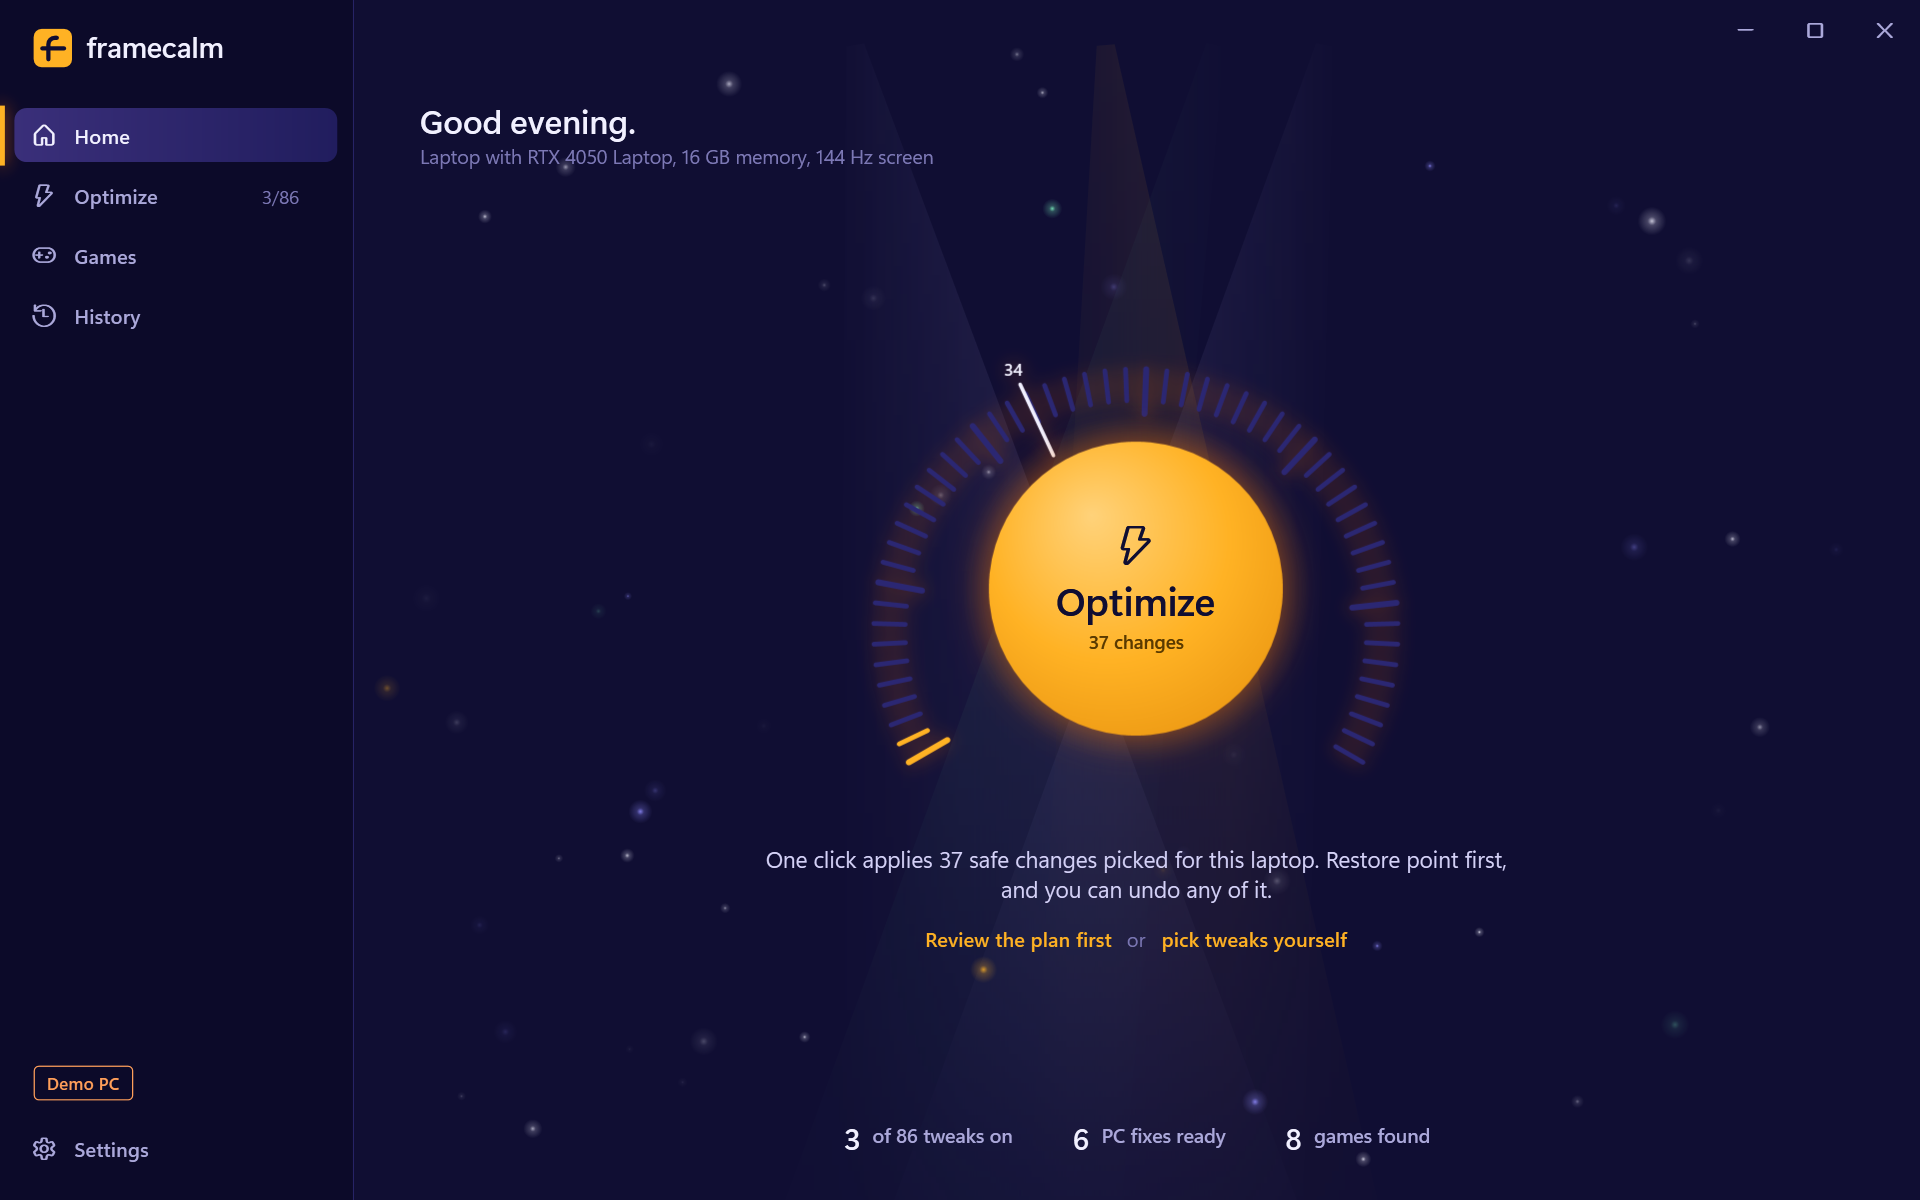 framecalm
Home
Optimize 3/86
Games
History
Demo PC
Settings
Good evening.
Laptop with RTX 4050 Laptop, 16 GB memory, 144 Hz screen
34
Optimize
37 changes
One click applies 37 safe changes picked for this laptop. Restore point first,
and you can undo any of it.
Review the plan first or pick tweaks yourself
3 of 86 tweaks on 6 PC fixes ready 8 games found